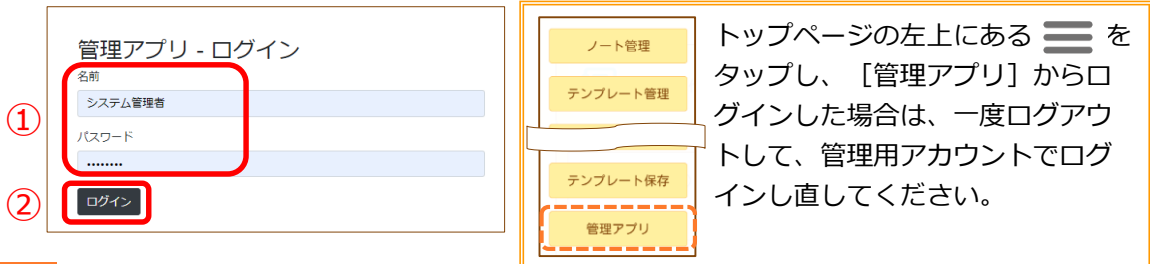 管理アプリ - ログイン
名前
システム管理者
①
パスワード
••••••••
②
ログイン
ノート管理
テンプレート管理
テンプレート保存
管理アプリ
トップページの左上にある を
タップし、［管理アプリ］からロ
グインした場合は、一度ログアウ
トして、管理用アカウントでログ
インし直してください。